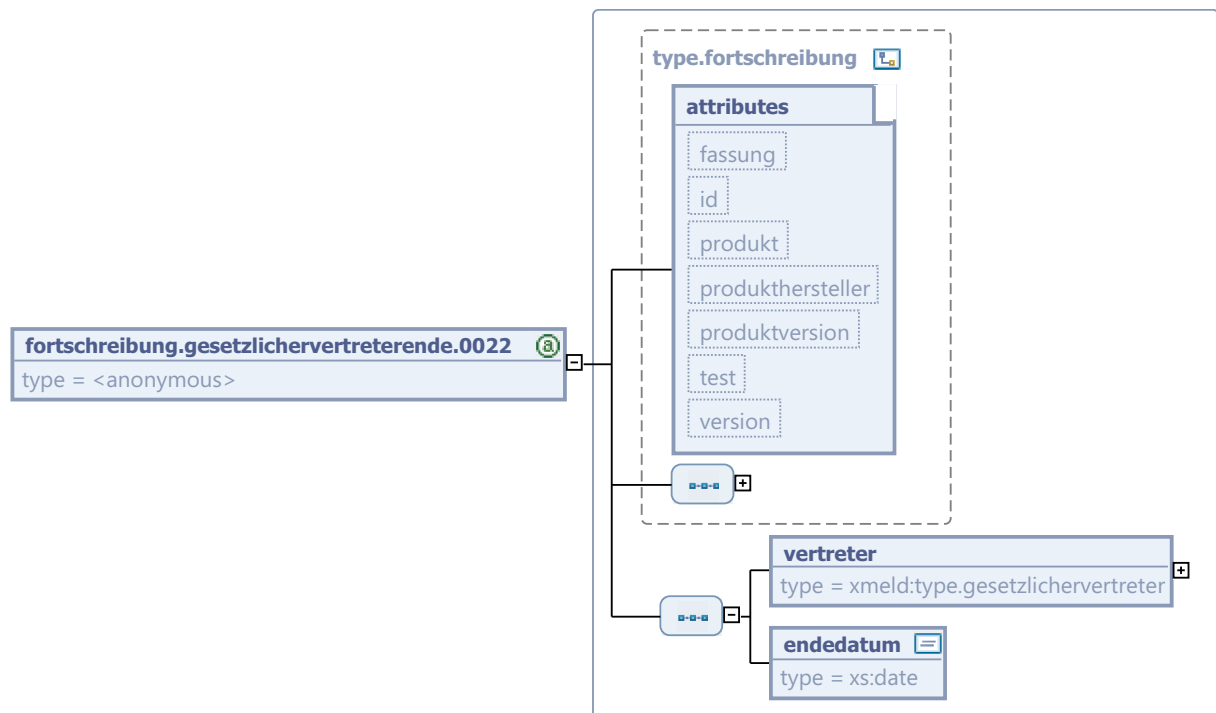 type.fortschreibung
attributes
fassung
id
produkt
produkthersteller
produktversion
test
version
fortschreibung.gesetzlichervertreterende.0022
type = <anonymous>
vertreter
type = xmeld:type.gesetzlichervertreter
endedatum
type = xs:date